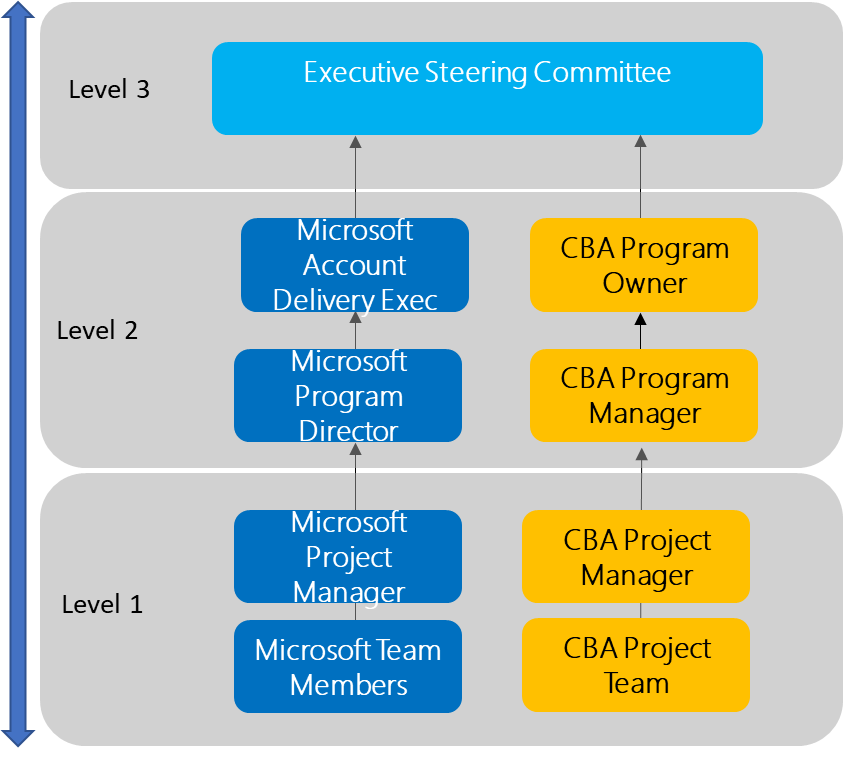 Level 3
Executive Steering Committee
Level 2
Microsoft
Account
Delivery Exec
CBA Program
Owner
Microsoft
Program
Director
CBA Program
Manager
Level 1
Microsoft
Project
Manager
CBA Project
Manager
Microsoft Team
Members
CBA Project
Team